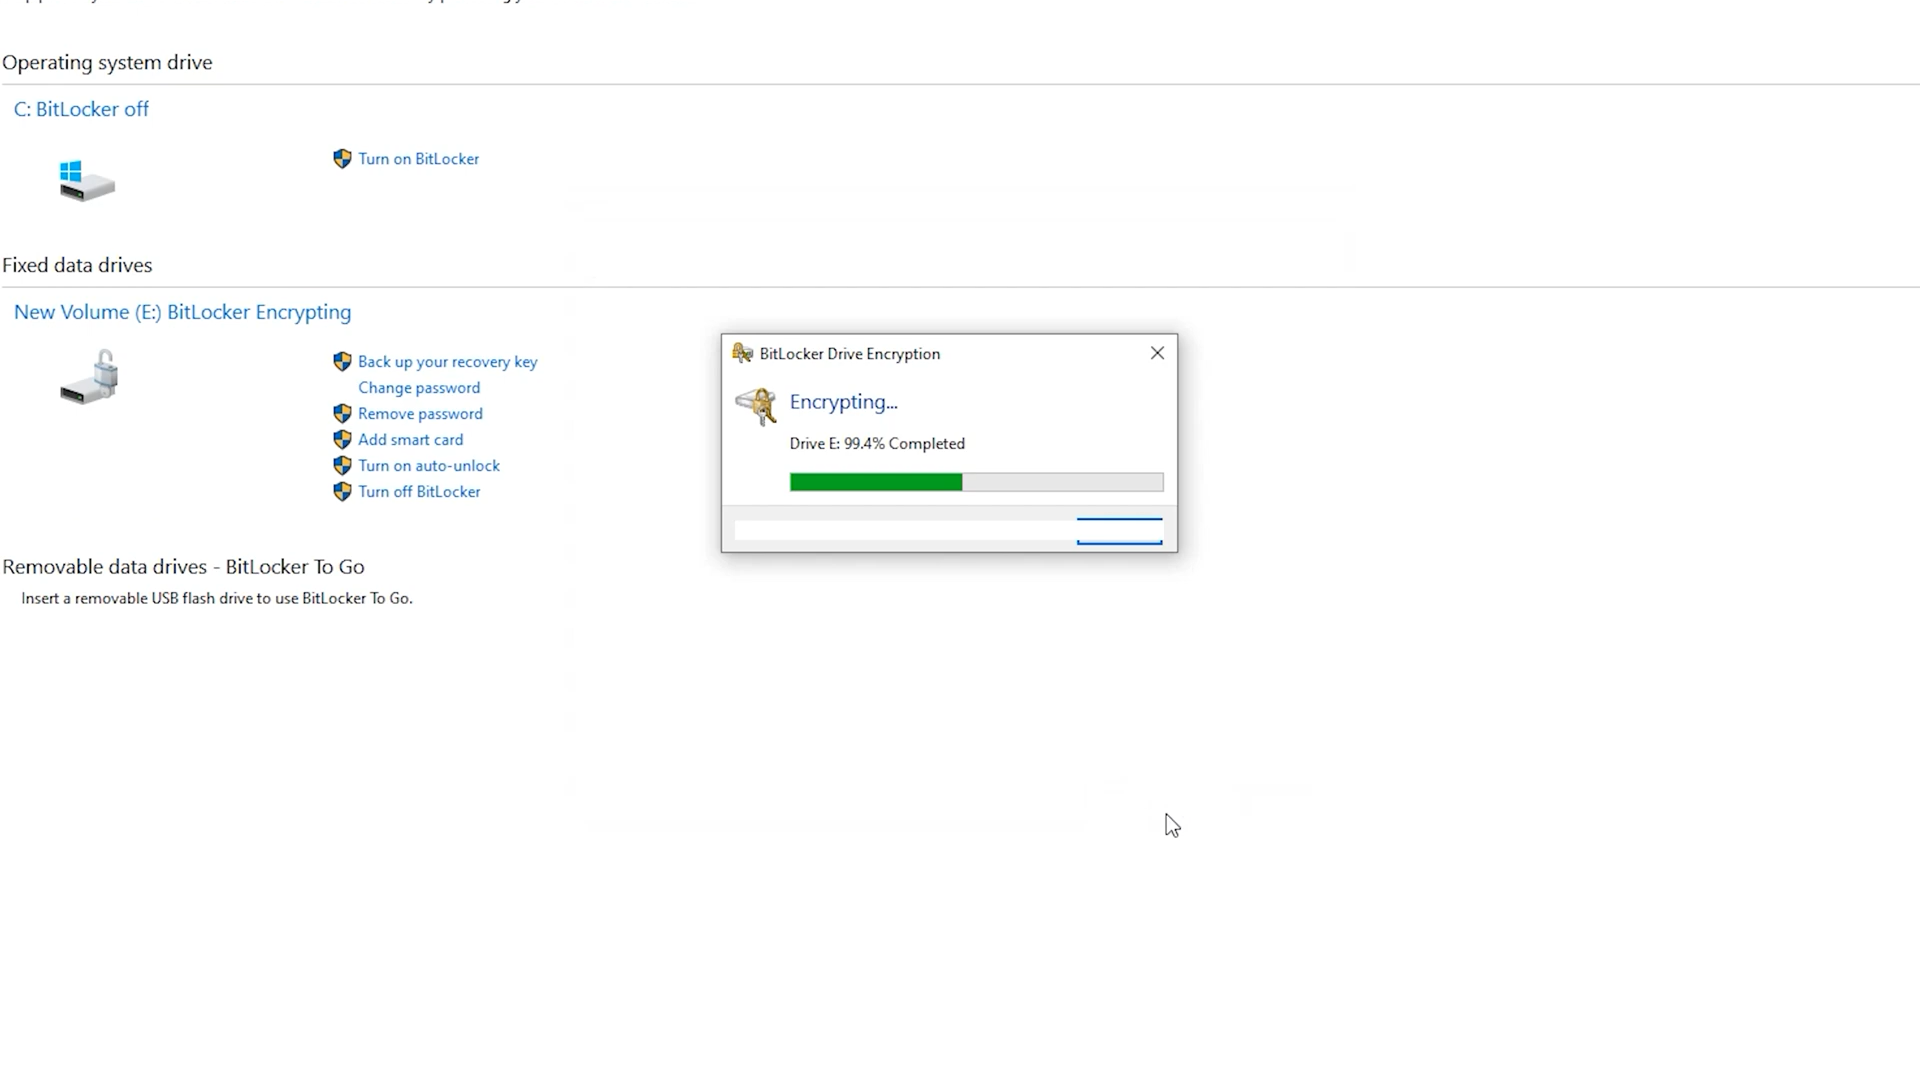 Operating system drive
C: BitLocker off
Turn on BitLocker
Fixed data drives
New Volume (E:) BitLocker Encrypting
Back up your recovery key
Change password
Remove password
Add smart card
Turn on auto-unlock
Turn off BitLocker
BitLocker Drive Encryption
Encrypting...
Drive E: 99.4% Completed
Removable data drives - BitLocker To Go
Insert a removable USB flash drive to use BitLocker To Go.